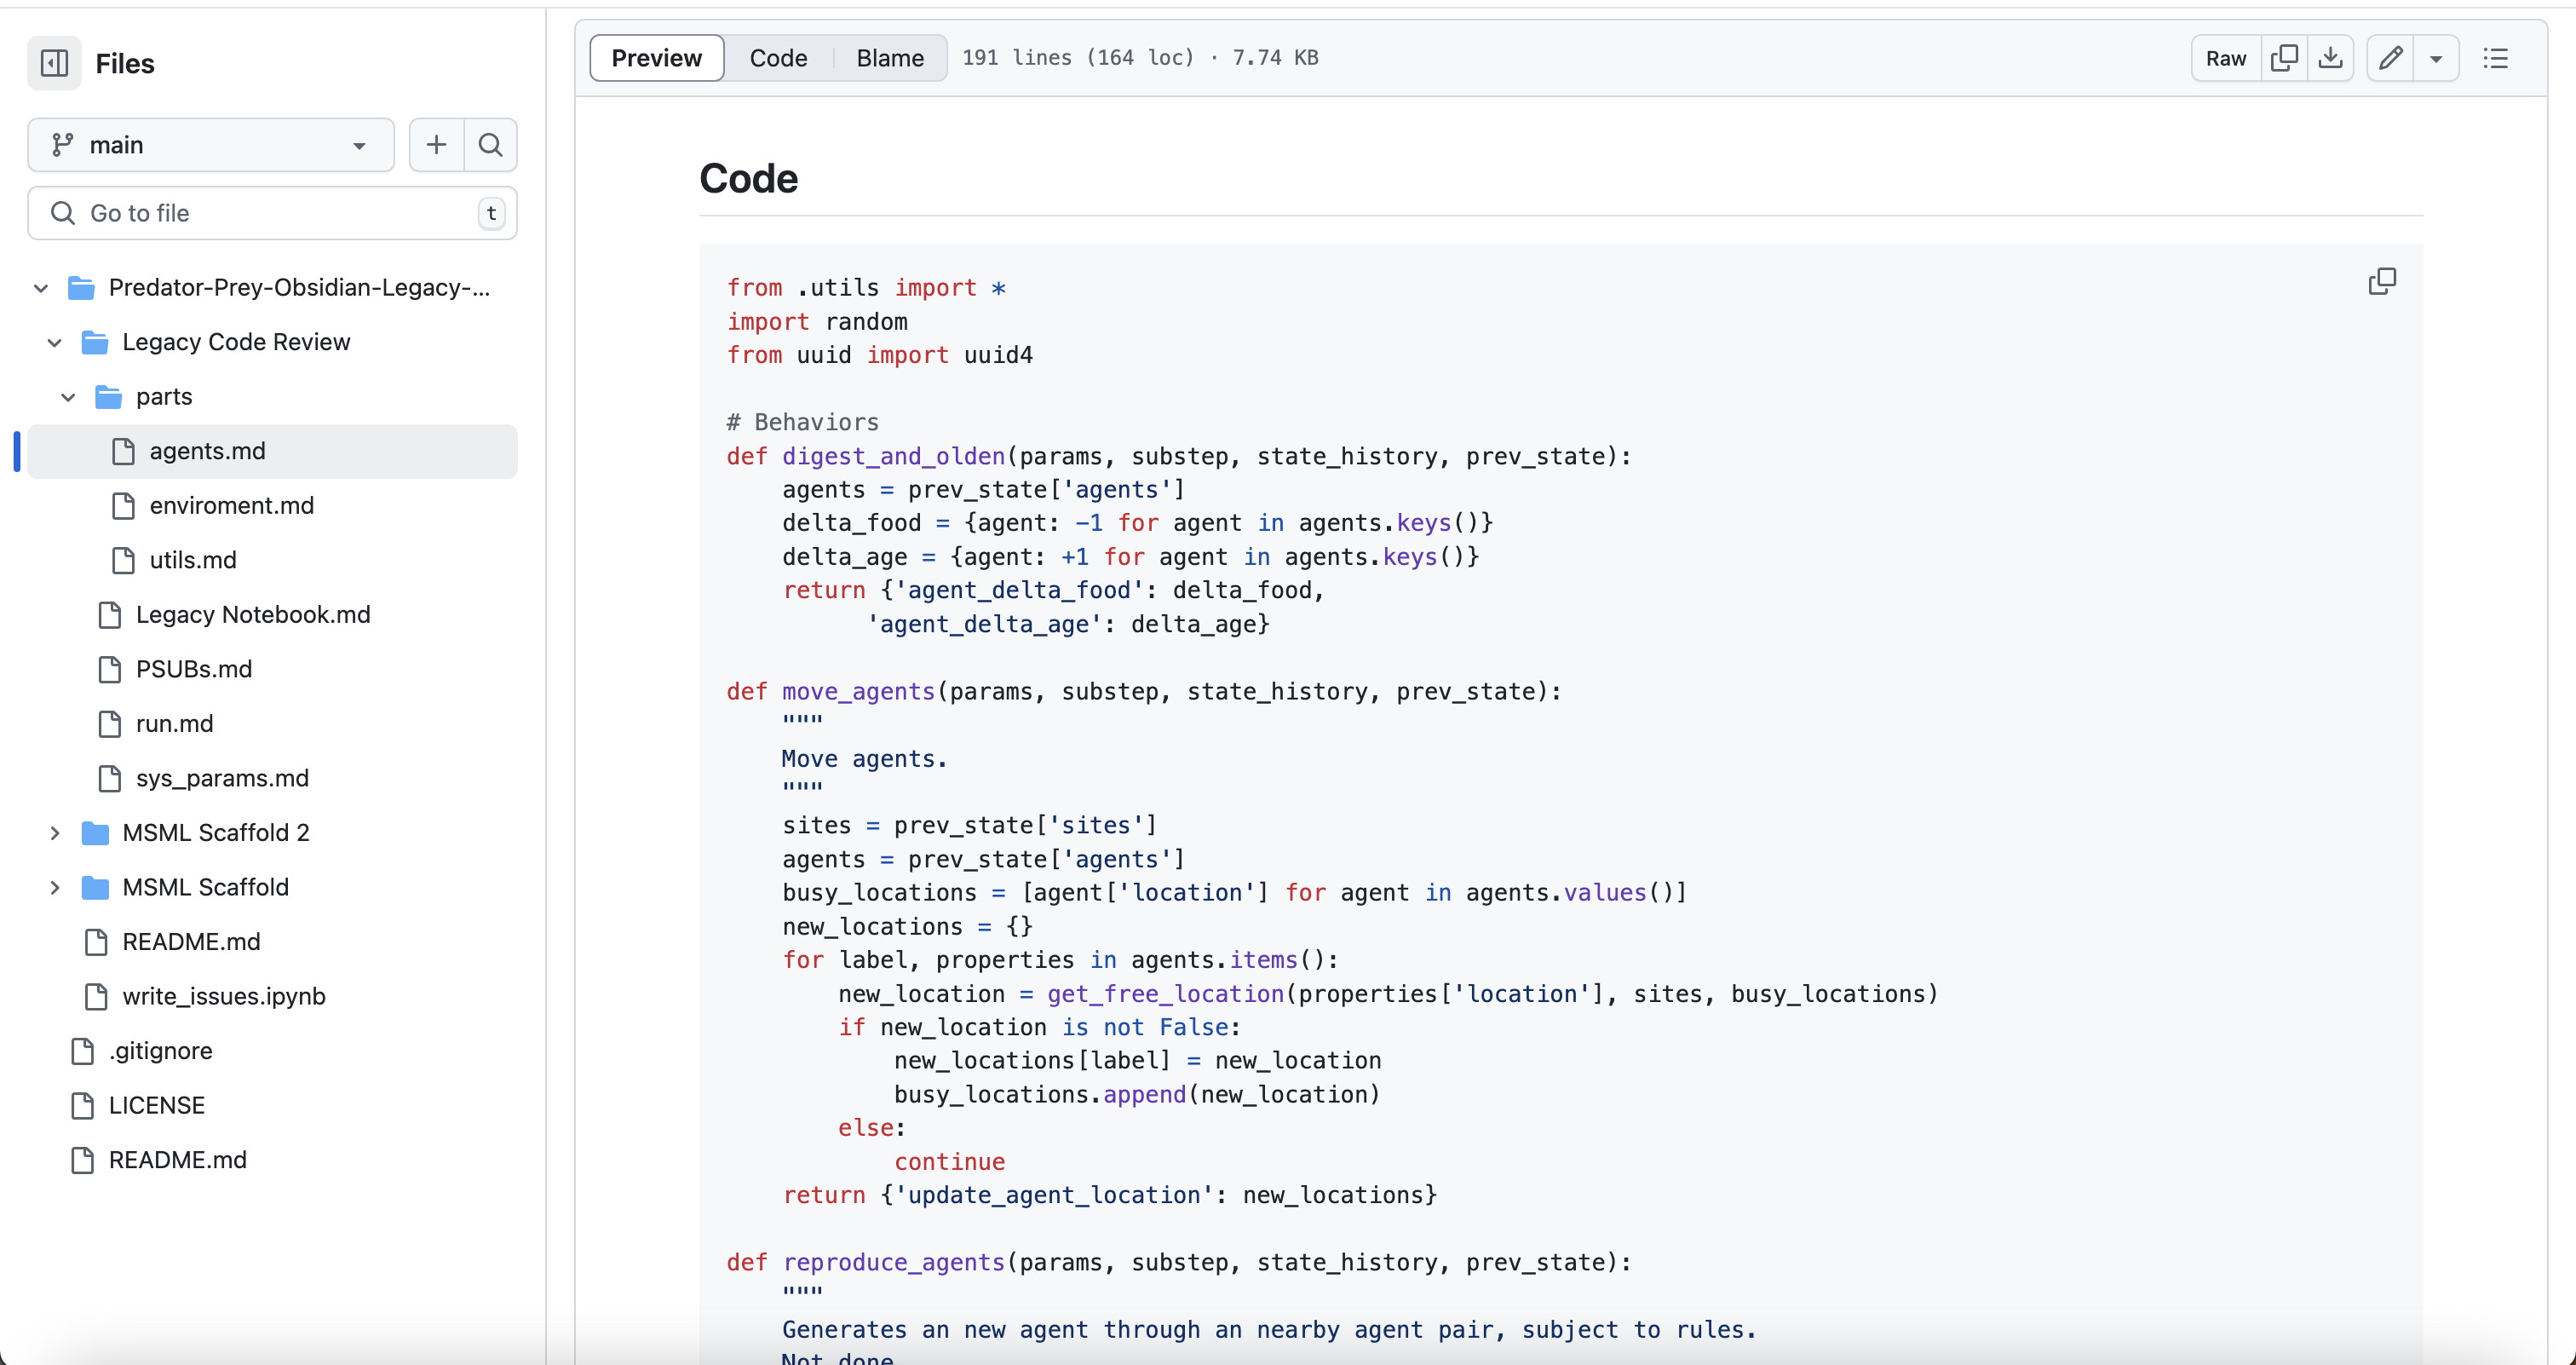 Files
main
Go to file
t
Predator-Prey-Obsidian-Legacy-...
Legacy Code Review
parts
agents.md
enviroment.md
utils.md
Legacy Notebook.md
PSUBs.md
run.md
sys_params.md
MSML Scaffold 2
MSML Scaffold
README.md
write_issues.ipynb
.gitignore
LICENSE
README.md
Preview Code Blame 191 lines (164 loc) · 7.74 KB Raw
Code
from .utils import *
import random
from uuid import uuid4

# Behaviors
def digest_and_olden(params, substep, state_history, prev_state):
    agents = prev_state['agents']
    delta_food = {agent: -1 for agent in agents.keys()}
    delta_age = {agent: +1 for agent in agents.keys()}
    return {'agent_delta_food': delta_food,
          'agent_delta_age': delta_age}

def move_agents(params, substep, state_history, prev_state):
    """
    Move agents.
    """
    sites = prev_state['sites']
    agents = prev_state['agents']
    busy_locations = [agent['location'] for agent in agents.values()]
    new_locations = {}
    for label, properties in agents.items():
        new_location = get_free_location(properties['location'], sites, busy_locations)
        if new_location is not False:
            new_locations[label] = new_location
            busy_locations.append(new_location)
        else:
            continue
    return {'update_agent_location': new_locations}

def reproduce_agents(params, substep, state_history, prev_state):
    """
    Generates an new agent through an nearby agent pair, subject to rules.
    Not done